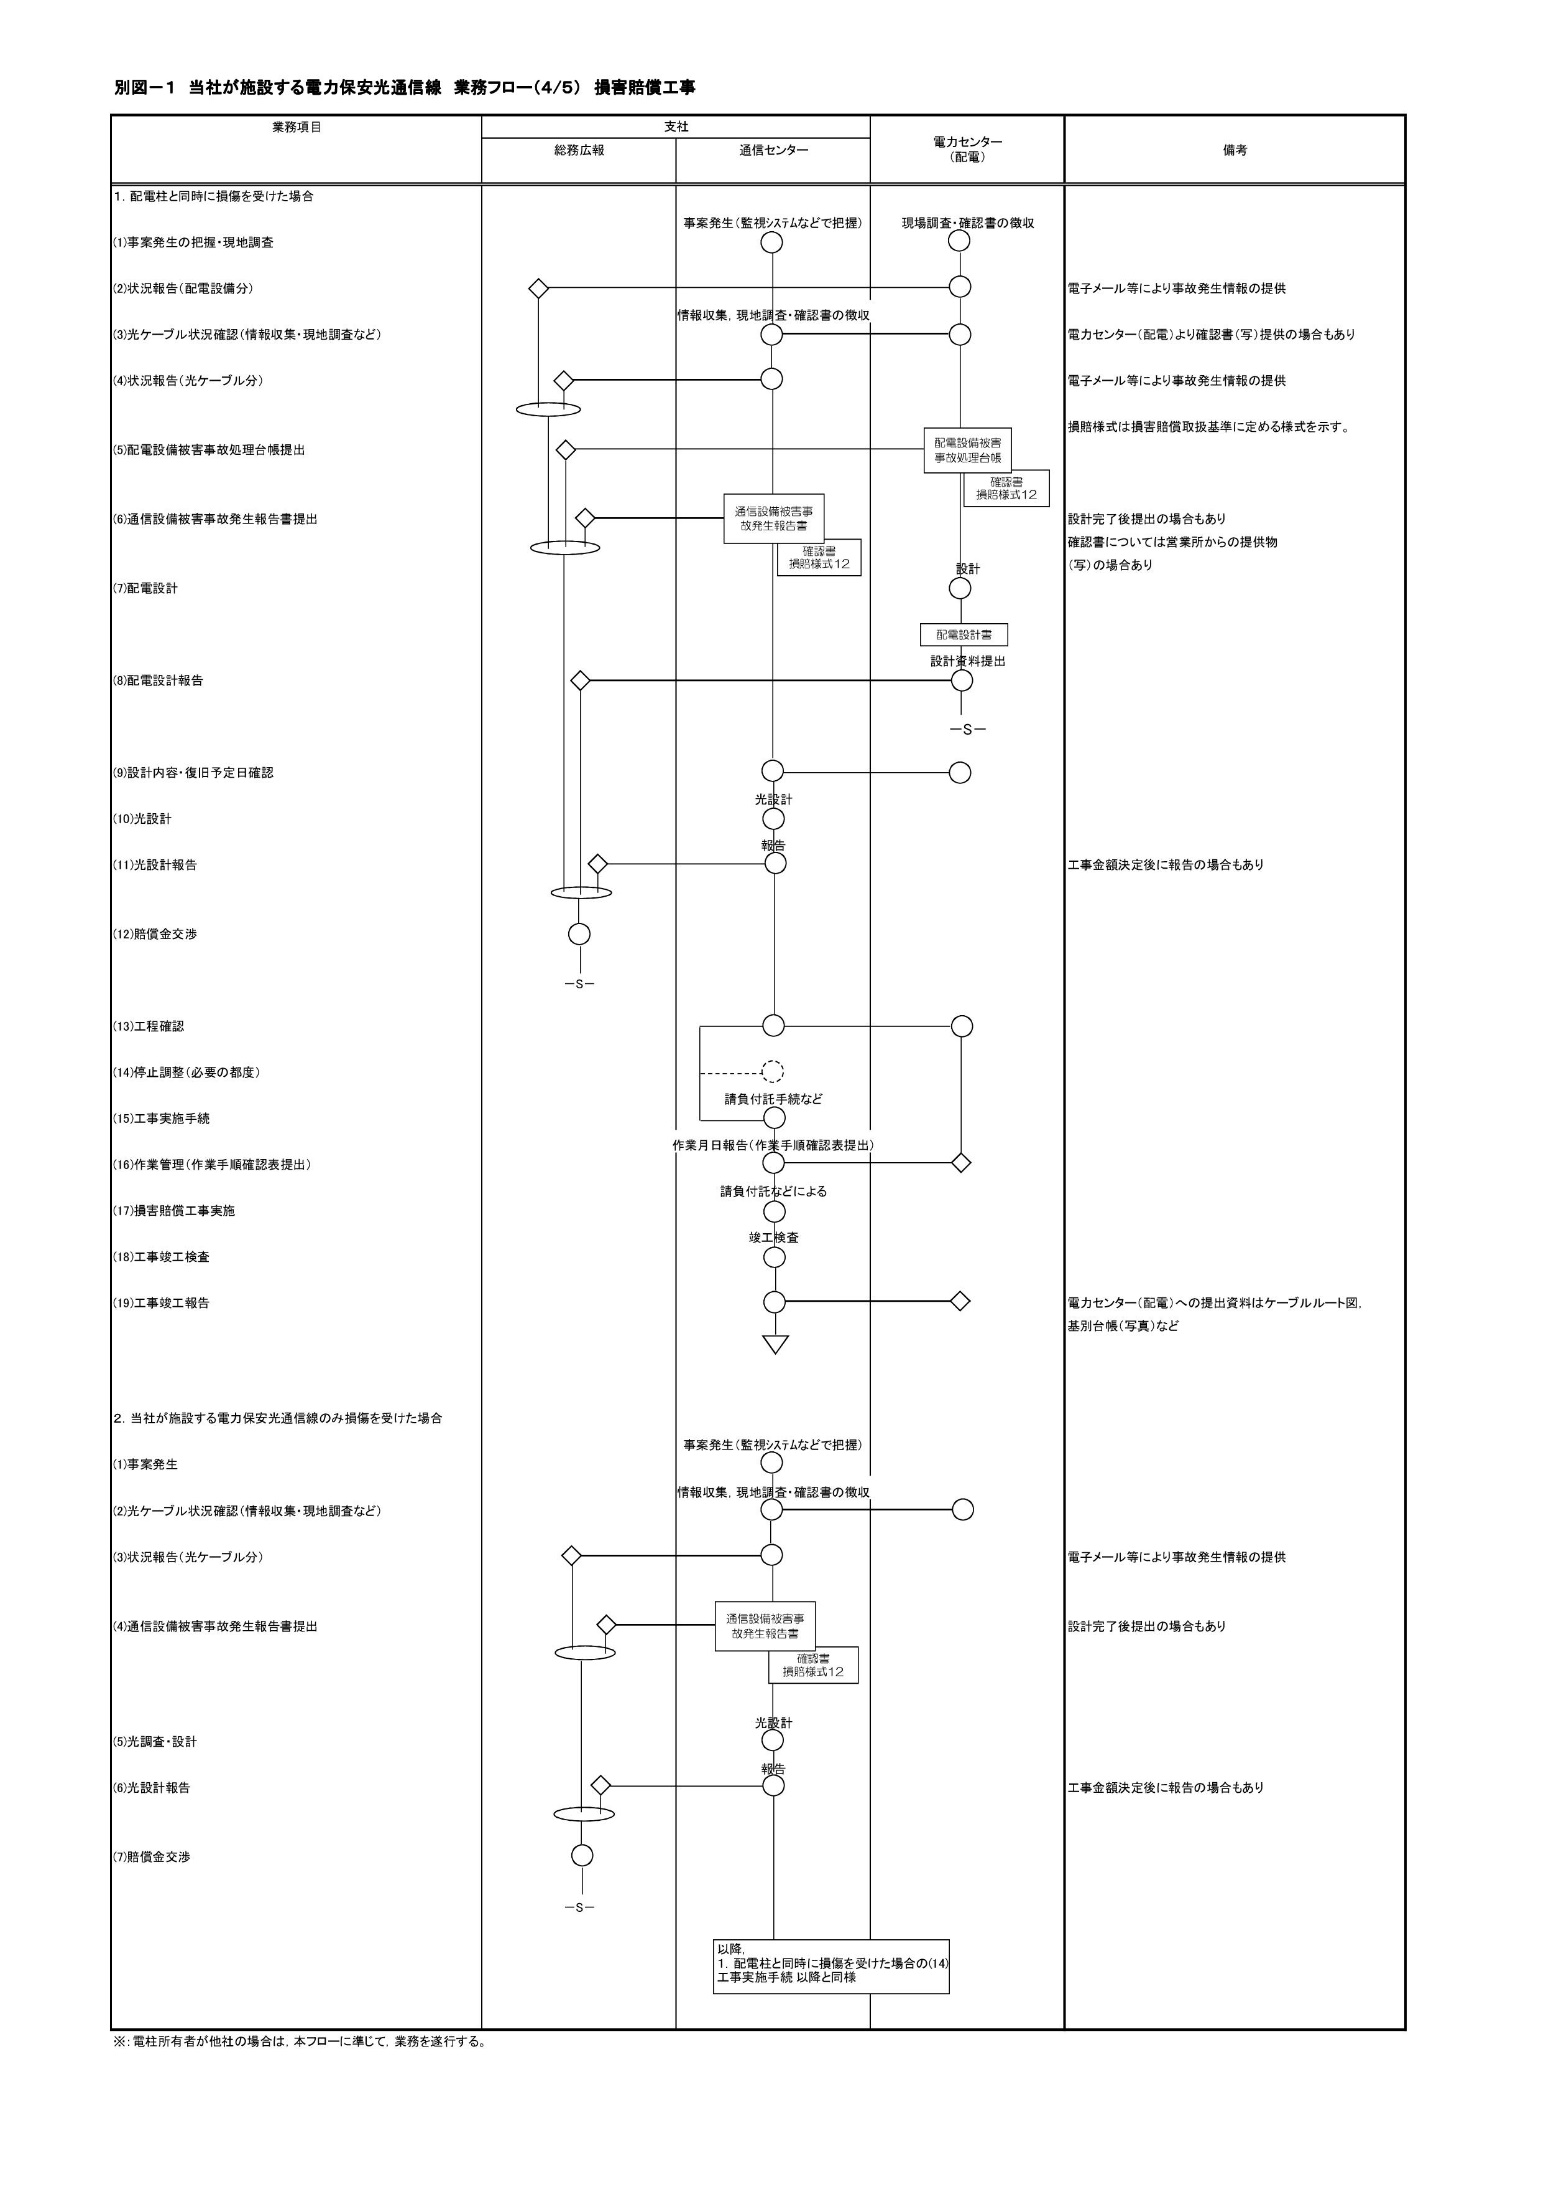 別図－１ 当社が施設する電力保安光通信線 業務フロー（4/5） 損害賠償工事
業務項目
支社
総務広報
通信センター
電力センター
（配電）
備考
1．配電柱と同時に損傷を受けた場合
事案発生（監視システムなどで把握）
現場調査・確認書の徴収
(1)事案発生の把握・現地調査
(2)状況報告（配電設備分）
電子メール等により事故発生情報の提供
情報収集，現地調査・確認書の徴収
(3)光ケーブル状況確認（情報収集・現地調査など）
電力センター（配電）より確認書（写）提供の場合もあり
(4)状況報告（光ケーブル分）
電子メール等により事故発生情報の提供
損賠様式は損害賠償取扱基準に定める様式を示す。
(5)配電設備被害事故処理台帳提出
配電設備被害
事故処理台帳
確認書
損賠様式12
(6)通信設備被害事故発生報告書提出
通信設備被害事
故発生報告書
確認書
損賠様式12
設計完了後提出の場合もあり
確認書については営業所からの提供物
（写）の場合あり
設計
(7)配電設計
配電設計書
設計資料提出
(8)配電設計報告
－S－
(9)設計内容・復旧予定日確認
光設計
(10)光設計
報告
(11)光設計報告
工事金額決定後に報告の場合もあり
(12)賠償金交渉
－S－
(13)工程確認
(14)停止調整（必要の都度）
請負付託手続など
(15)工事実施手続
作業月日報告（作業手順確認表提出）
(16)作業管理（作業手順確認表提出）
請負付託などによる
(17)損害賠償工事実施
竣工検査
(18)工事竣工検査
(19)工事竣工報告
電力センター（配電）への提出資料はケーブルルート図，
基別台帳（写真）など
2．当社が施設する電力保安光通信線のみ損傷を受けた場合
事案発生（監視システムなどで把握）
(1)事案発生
情報収集，現地調査・確認書の徴収
(2)光ケーブル状況確認（情報収集・現地調査など）
(3)状況報告（光ケーブル分）
電子メール等により事故発生情報の提供
(4)通信設備被害事故発生報告書提出
通信設備被害事
故発生報告書
確認書
損賠様式12
設計完了後提出の場合もあり
光設計
(5)光調査・設計
報告
(6)光設計報告
工事金額決定後に報告の場合もあり
(7)賠償金交渉
－S－
以降，
1．配電柱と同時に損傷を受けた場合の(14)
工事実施手続 以降と同様
※：電柱所有者が他社の場合は，本フローに準じて，業務を遂行する。